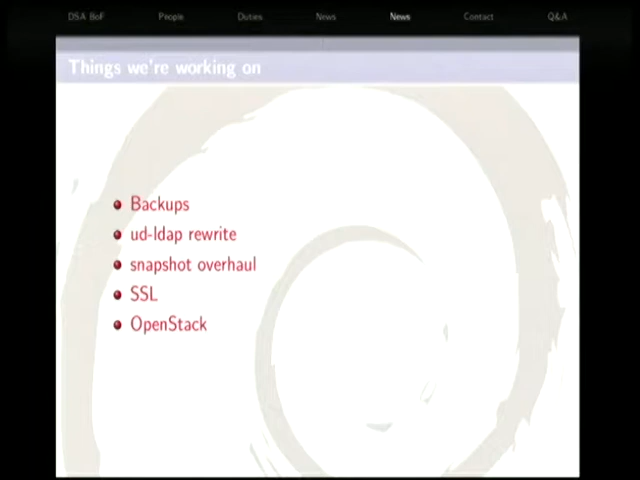 DSA BoF People Duties News News Contact Q&A
Things we're working on
Backups
ud-ldap rewrite
snapshot overhaul
SSL
OpenStack